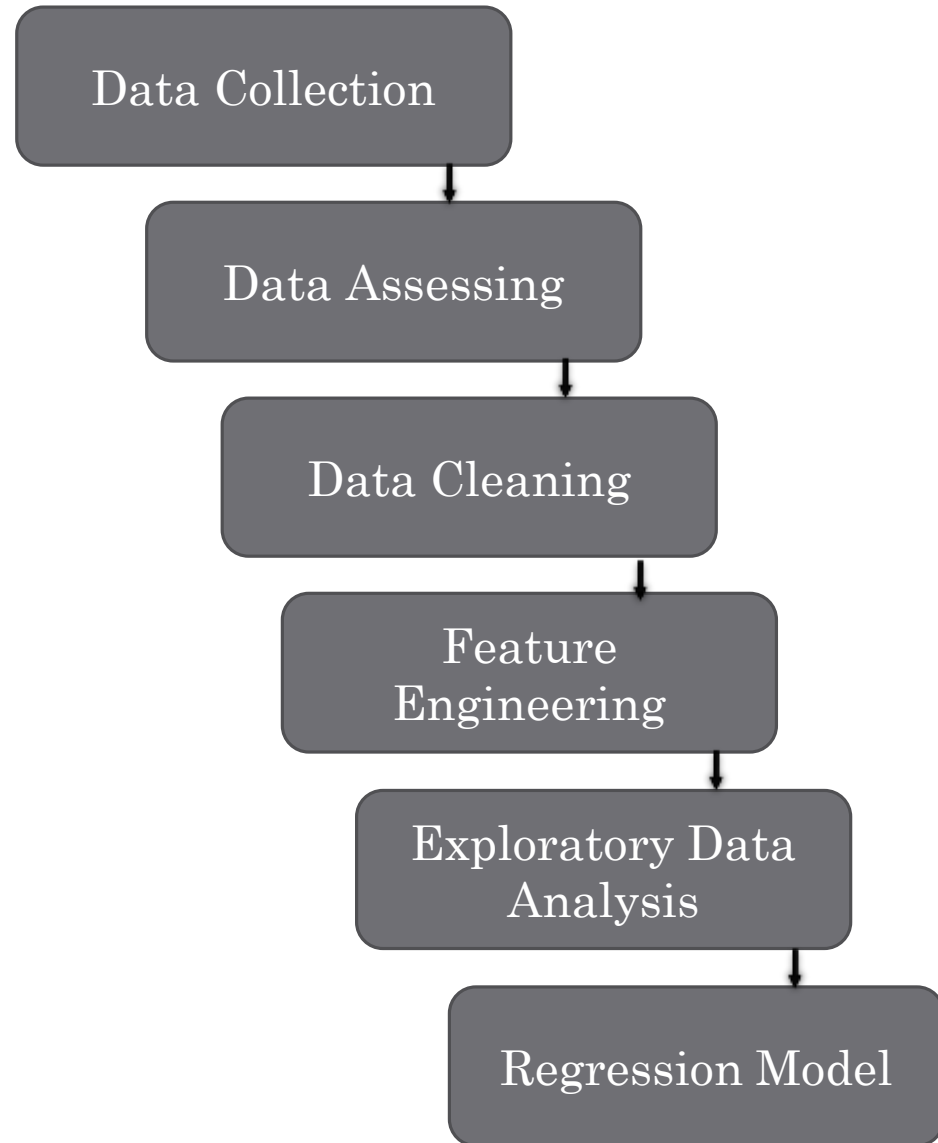 Data Collection
Data Assessing
Data Cleaning
Feature
Engineering
Exploratory Data
Analysis
Regression Model